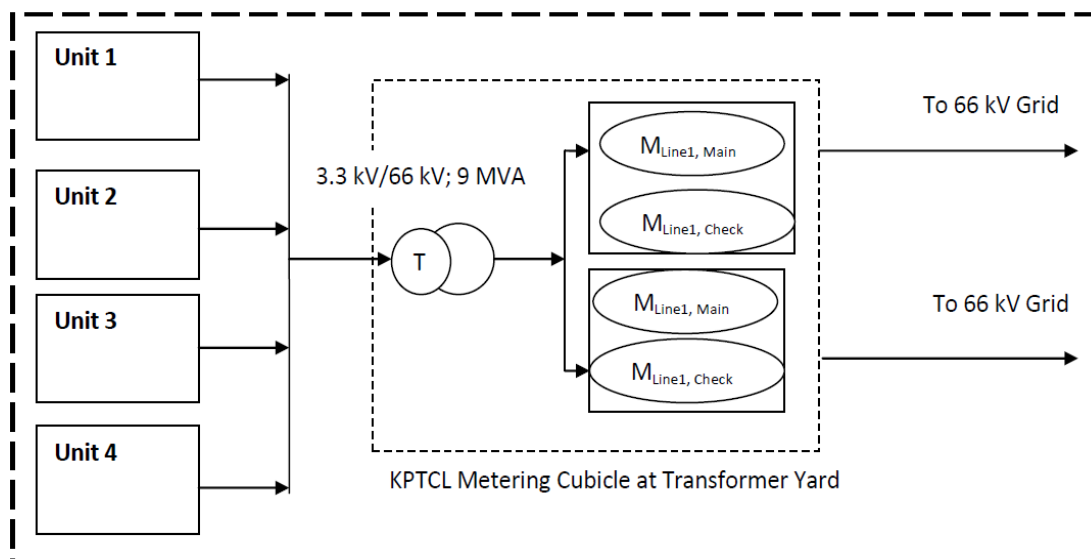 Unit 1
Unit 2
Unit 3
Unit 4
3.3 kV/66 kV; 9 MVA
T
MLine1, Main
MLine1, Check
MLine1, Main
MLine1, Check
To 66 kV Grid
To 66 kV Grid
KPTCL Metering Cubicle at Transformer Yard